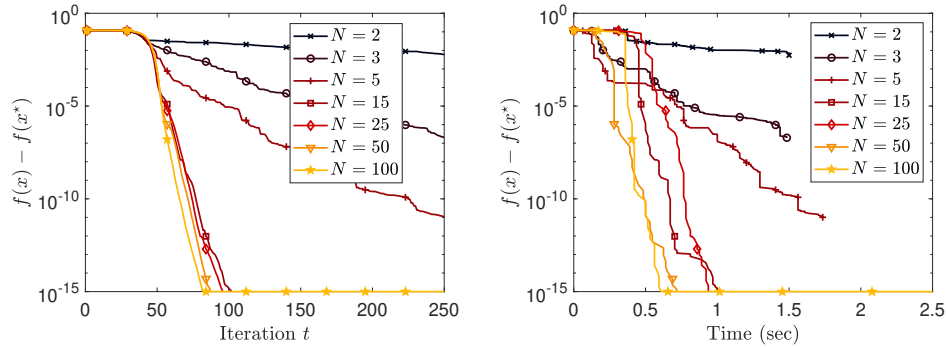 10^0
10^-5
10^-10
10^-15
f(x) − f(x*)
0
50
100
150
200
250
Iteration t
N = 2
N = 3
N = 5
N = 15
N = 25
N = 50
N = 100
10^0
10^-5
10^-10
10^-15
f(x) − f(x*)
0
0.5
1
1.5
2
2.5
Time (sec)
N = 2
N = 3
N = 5
N = 15
N = 25
N = 50
N = 100